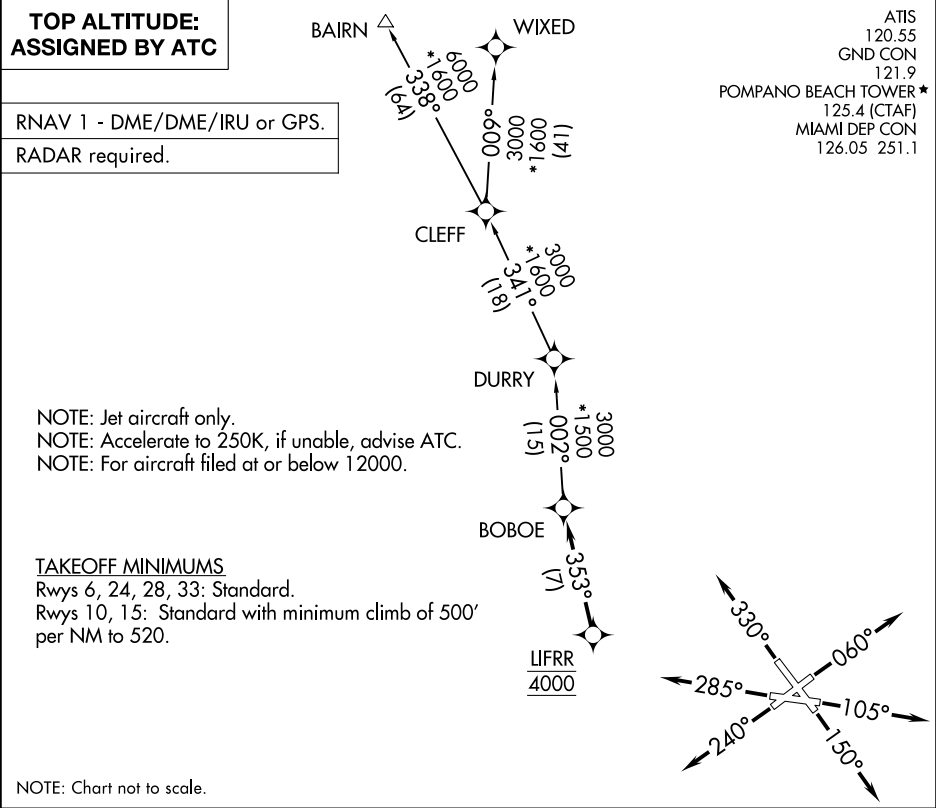 TOP ALTITUDE:
ASSIGNED BY ATC
RNAV 1 - DME/DME/IRU or GPS.
RADAR required.
ATIS
120.55
GND CON
121.9
POMPANO BEACH TOWER★
125.4 (CTAF)
MIAMI DEP CON
126.05 251.1
BAIRN
WIXED
6000
*1600
338°
(64)
009°
3000
*1600
(41)
CLEFF
3000
*1600
341°
(18)
DURRY
3000
*1500
002°
(15)
BOBOE
353°
(7)
LIFRR
4000
NOTE: Jet aircraft only.
NOTE: Accelerate to 250K, if unable, advise ATC.
NOTE: For aircraft filed at or below 12000.
TAKEOFF MINIMUMS
Rwys 6, 24, 28, 33: Standard.
Rwys 10, 15: Standard with minimum climb of 500'
per NM to 520.
330°
060°
285°
105°
240°
150°
NOTE: Chart not to scale.